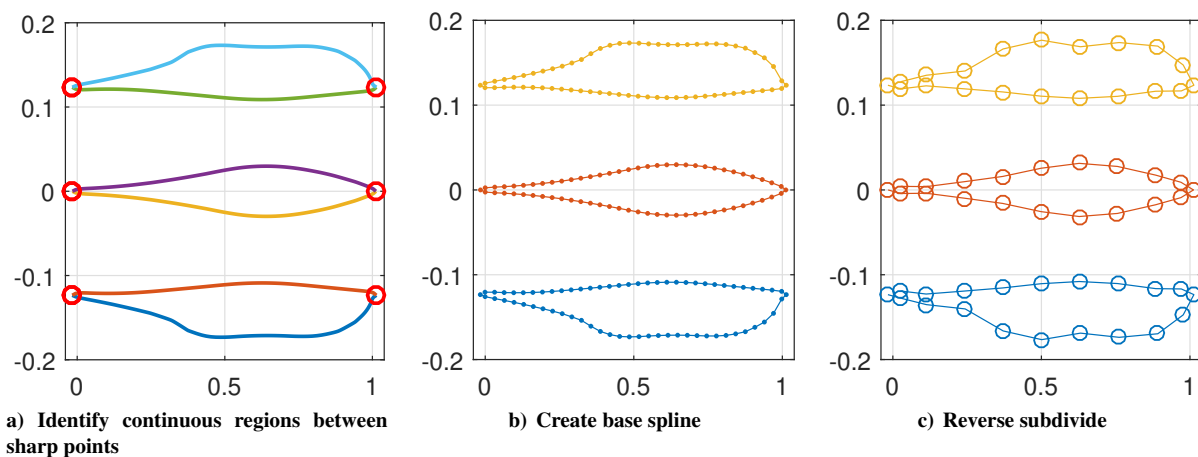 0.2
0.1
0
-0.1
-0.2
0 0.5 1
a) Identify continuous regions between
sharp points
0.2
0.1
0
-0.1
-0.2
0 0.5 1
b) Create base spline
0.2
0.1
0
-0.1
-0.2
0 0.5 1
c) Reverse subdivide